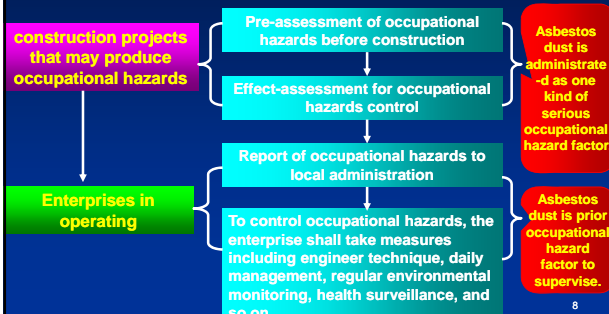 construction projects
that may produce
occupational hazards
Pre-assessment of occupational
hazards before construction
Effect-assessment for occupational
hazards control
Asbestos
dust is
administrate
-d as one
kind of
serious
occupational
hazard factor
Enterprises in
operating
Report of occupational hazards to
local administration
To control occupational hazards, the
enterprise shall take measures
including engineer technique, daily
management, regular environmental
monitoring, health surveillance, and
so on
Asbestos
dust is prior
occupational
hazard
factor to
supervise.
8